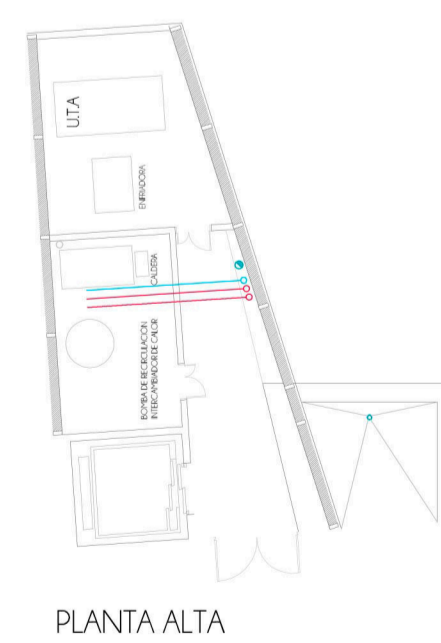 U.T.A
ENFRIADORA
CALDERA
BOMBA DE RECIRCULACION
INTERCAMBIADOR DE CALOR
PLANTA ALTA